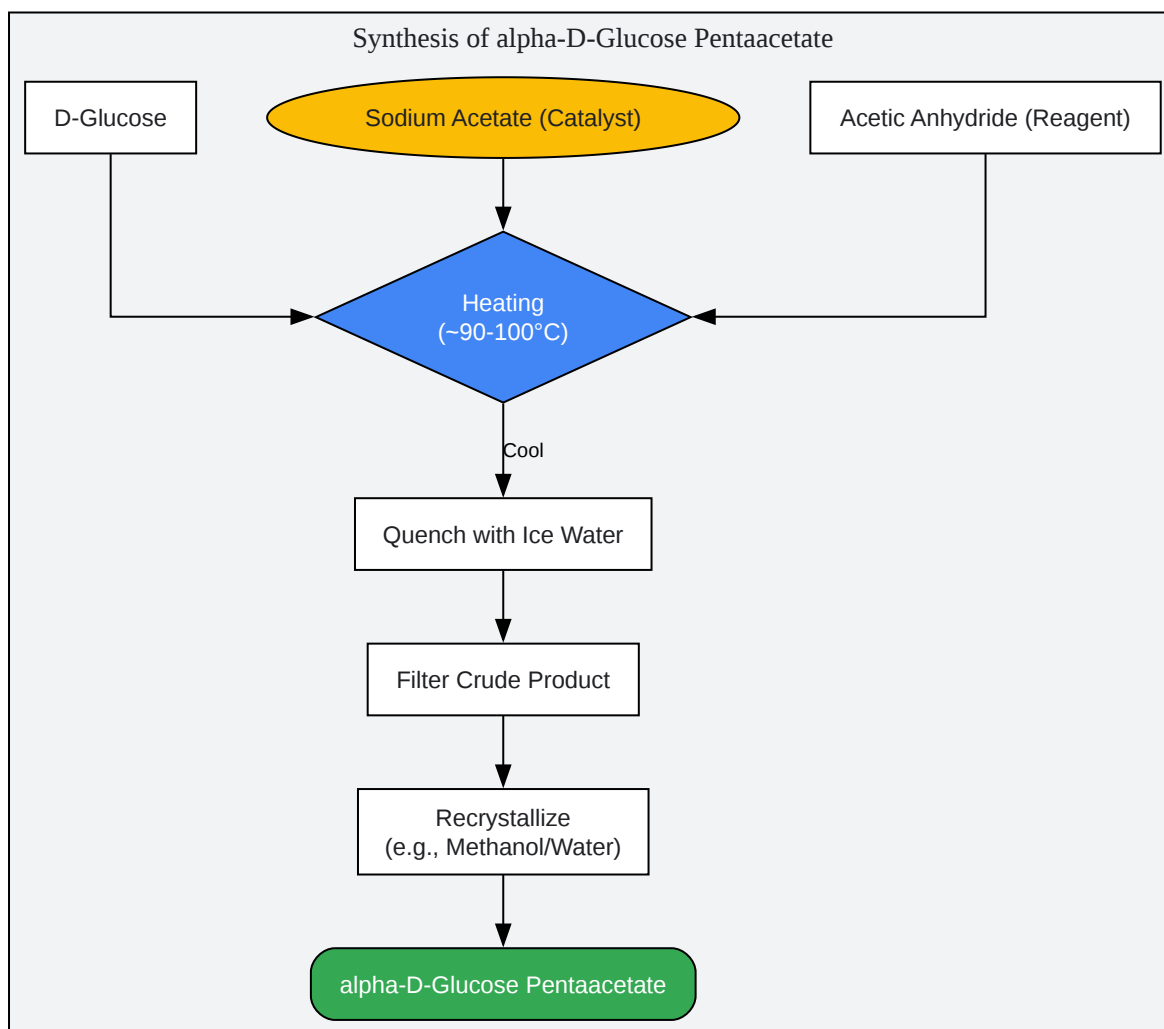 Synthesis of alpha-D-Glucose Pentaacetate
D-Glucose
Sodium Acetate (Catalyst)
Acetic Anhydride (Reagent)
Heating
(~90-100°C)
Cool
Quench with Ice Water
Filter Crude Product
Recrystallize
(e.g., Methanol/Water)
alpha-D-Glucose Pentaacetate